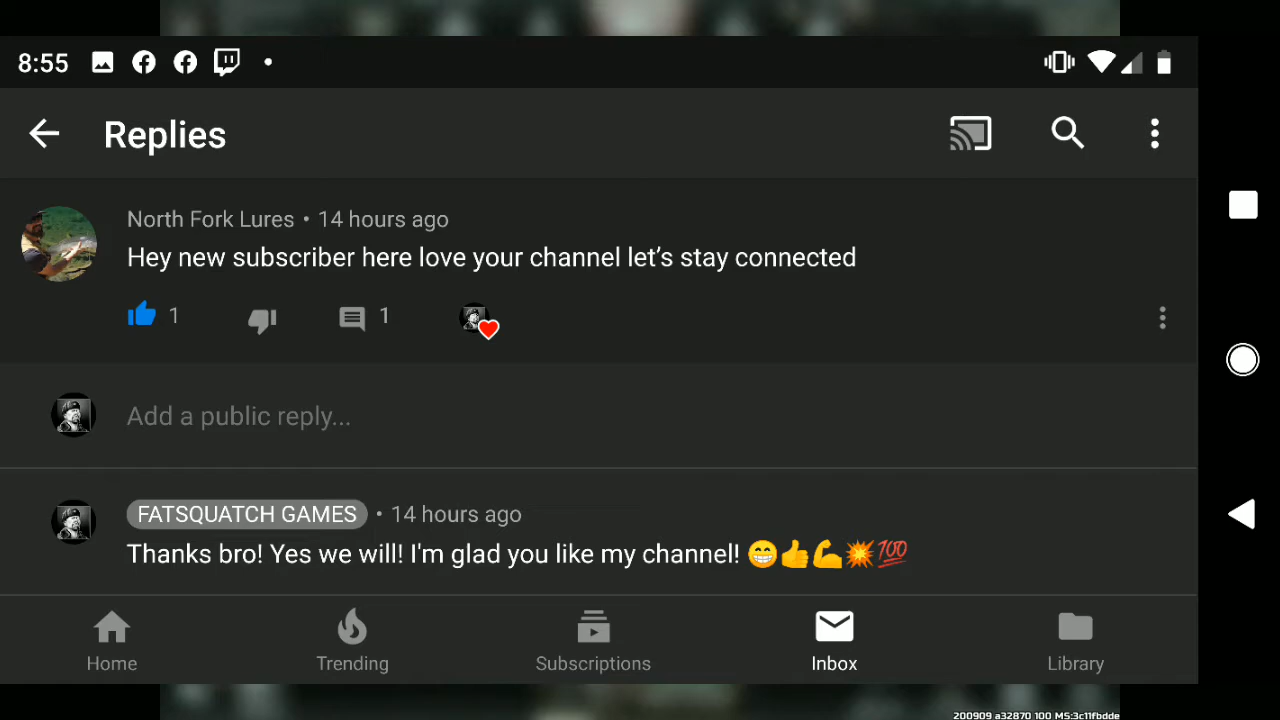 8:55
Replies
North Fork Lures • 14 hours ago
Hey new subscriber here love your channel let’s stay connected
1
1
Add a public reply...
FATSQUATCH GAMES • 14 hours ago
Thanks bro! Yes we will! I'm glad you like my channel! 😁👍💪💥💯
Home
Trending
Subscriptions
Inbox
Library
200909 a32870 100 MS:3c11fbdde